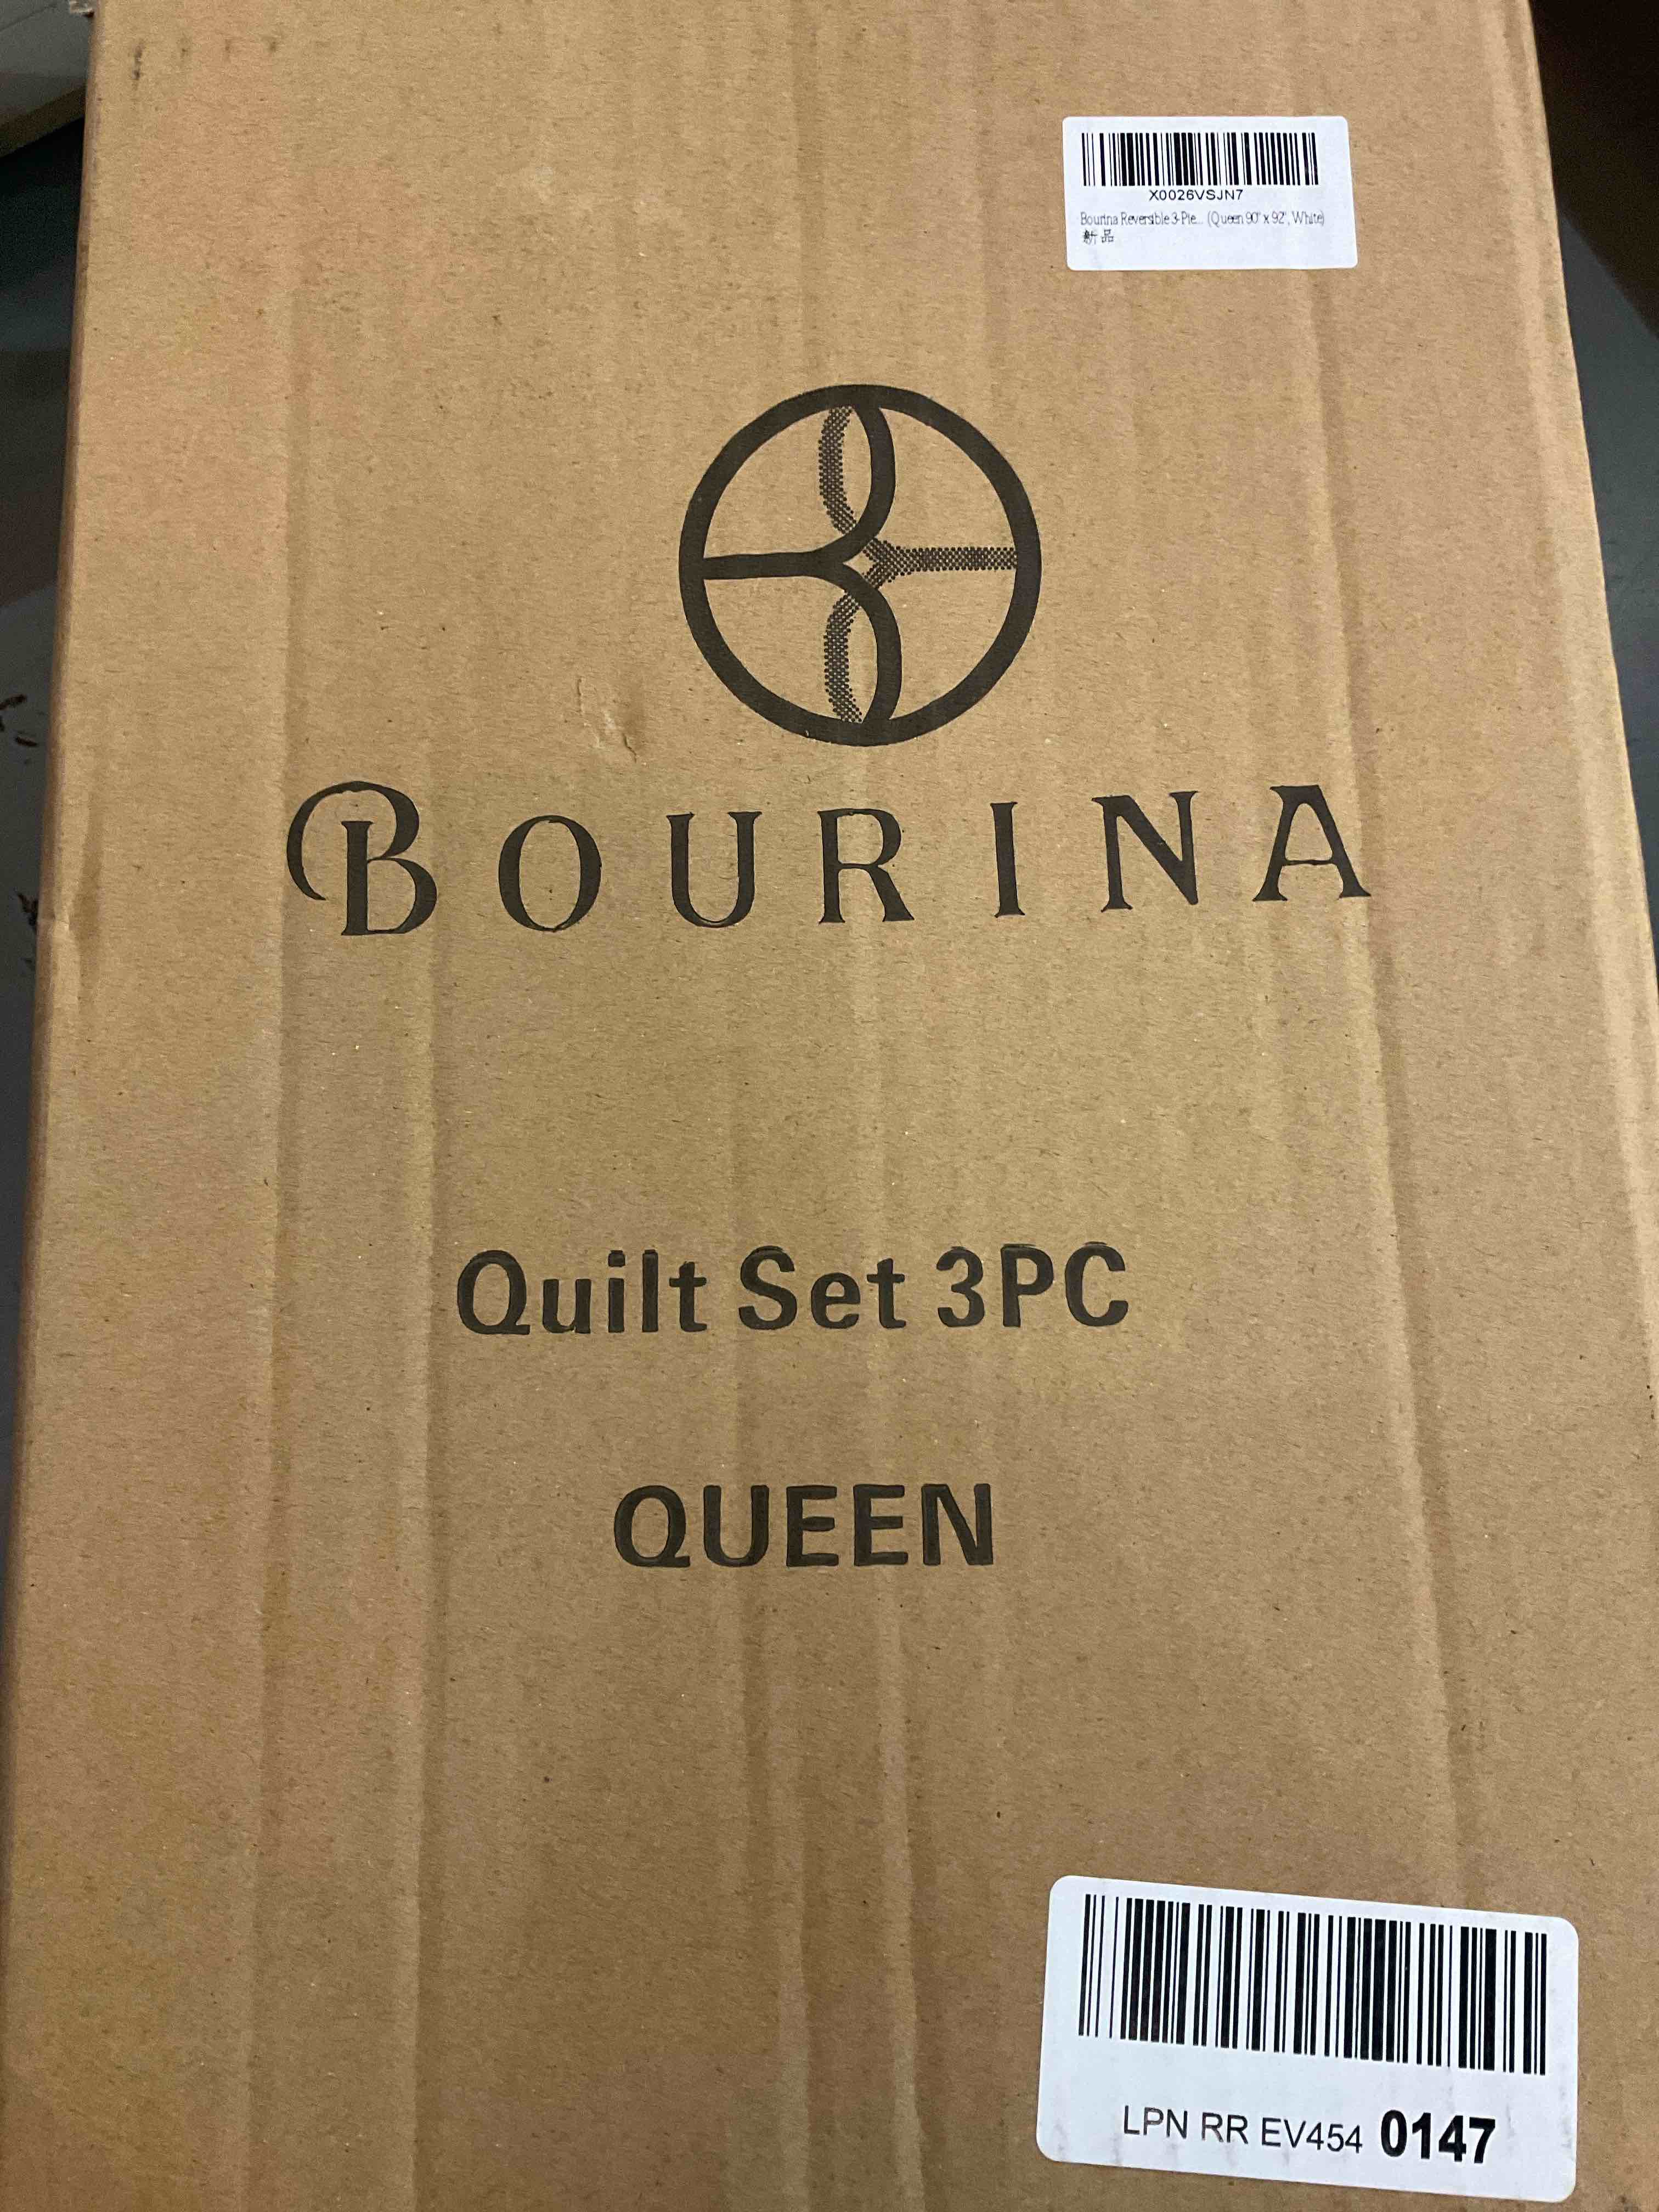 X0026VSJN7
Bourina Reversible 3-Pie... (Queen 90" x 92", White)
新品
BOURINA
Quilt Set 3PC
QUEEN
LPN RR EV454 0147